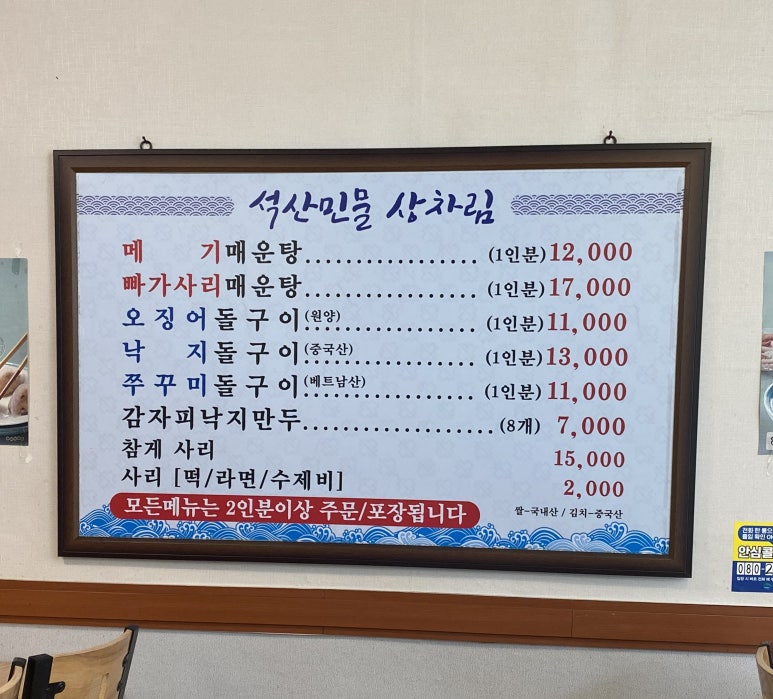 석산민물 상차림
메 기매운탕.................. (1인분) 12,000
빠가사리매운탕.................. (1인분) 17,000
오징어돌구이(원양).................. (1인분) 11,000
낙 지돌구이(중국산).................. (1인분) 13,000
쭈꾸미돌구이(베트남산).................. (1인분) 11,000
감자피낙지만두.................... (8개) 7,000
참게 사리 15,000
사리 [떡/라면/수제비] 2,000
모든메뉴는 2인분이상 주문/포장됩니다
쌀-국내산 / 김치-중국산
안심콜
080-2